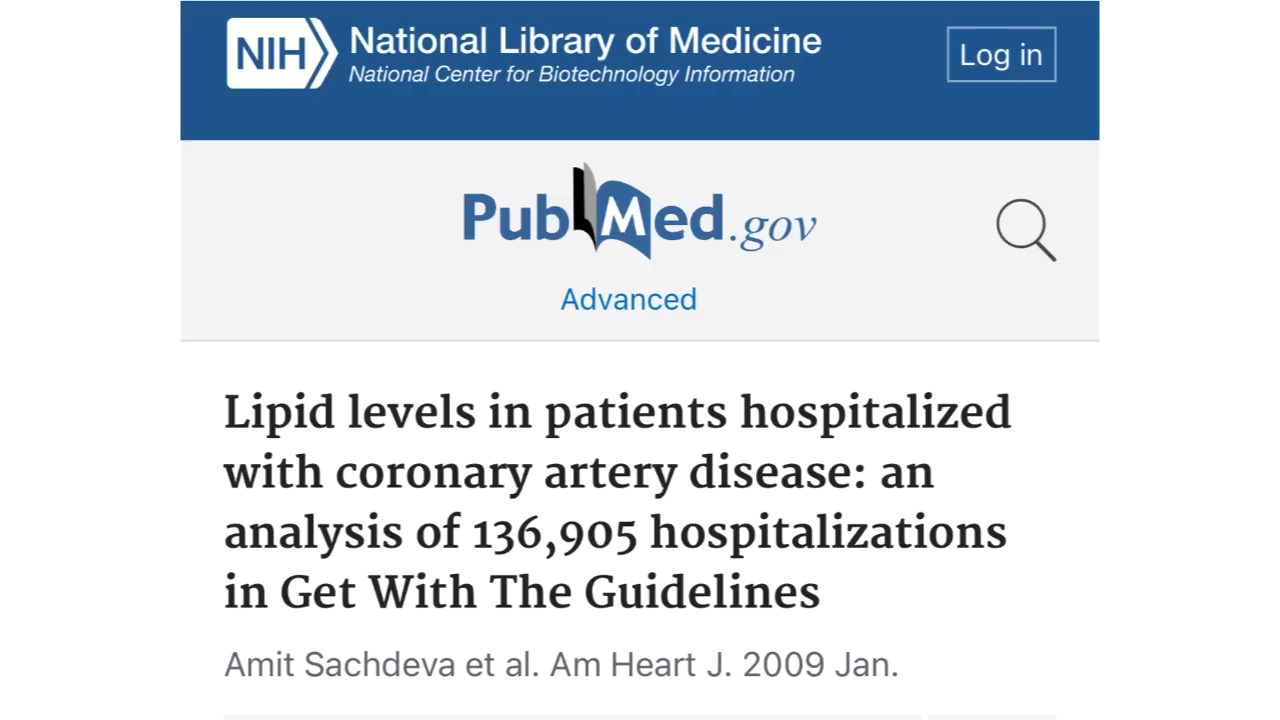 NIH National Library of Medicine
National Center for Biotechnology Information
Log in
PubMed.gov
Advanced
Lipid levels in patients hospitalized
with coronary artery disease: an
analysis of 136,905 hospitalizations
in Get With The Guidelines
Amit Sachdeva et al. Am Heart J. 2009 Jan.